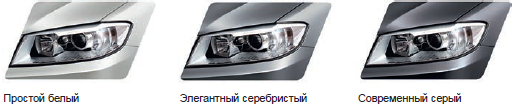 Простой белый
Элегантный серебристый
Современный серый